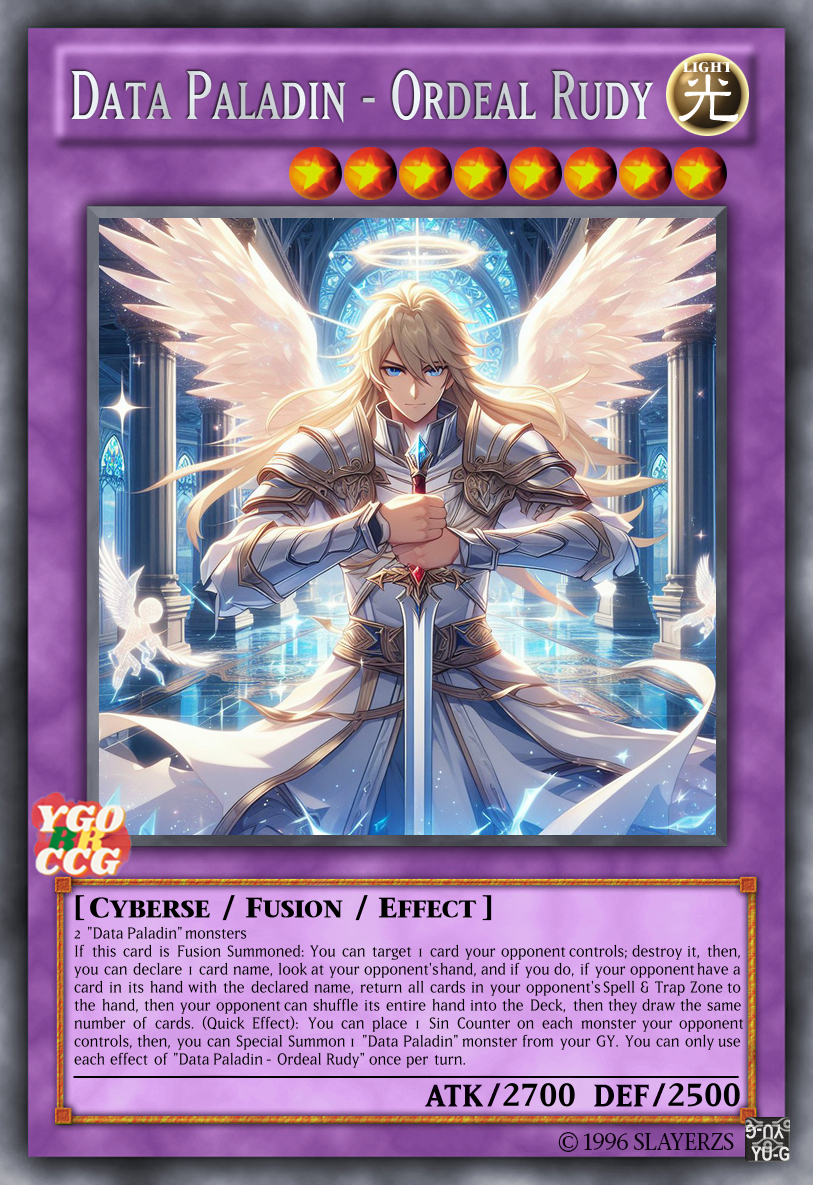 Data Paladin - Ordeal Rudy
LIGHT
光
YGO
RR
CCG
[ Cyberse / Fusion / Effect ]
2 "Data Paladin" monsters
If this card is Fusion Summoned: You can target 1 card your opponent controls; destroy it, then,
you can declare 1 card name, look at your opponent's hand, and if you do, if your opponent have a
card in its hand with the declared name, return all cards in your opponent's Spell & Trap Zone to
the hand, then your opponent can shuffle its entire hand into the Deck, then they draw the same
number of cards. (Quick Effect): You can place 1 Sin Counter on each monster your opponent
controls, then, you can Special Summon 1 "Data Paladin" monster from your GY. You can only use
each effect of "Data Paladin - Ordeal Rudy" once per turn.
ATK/2700 DEF/2500
© 1996 SLAYERZS
YU-G